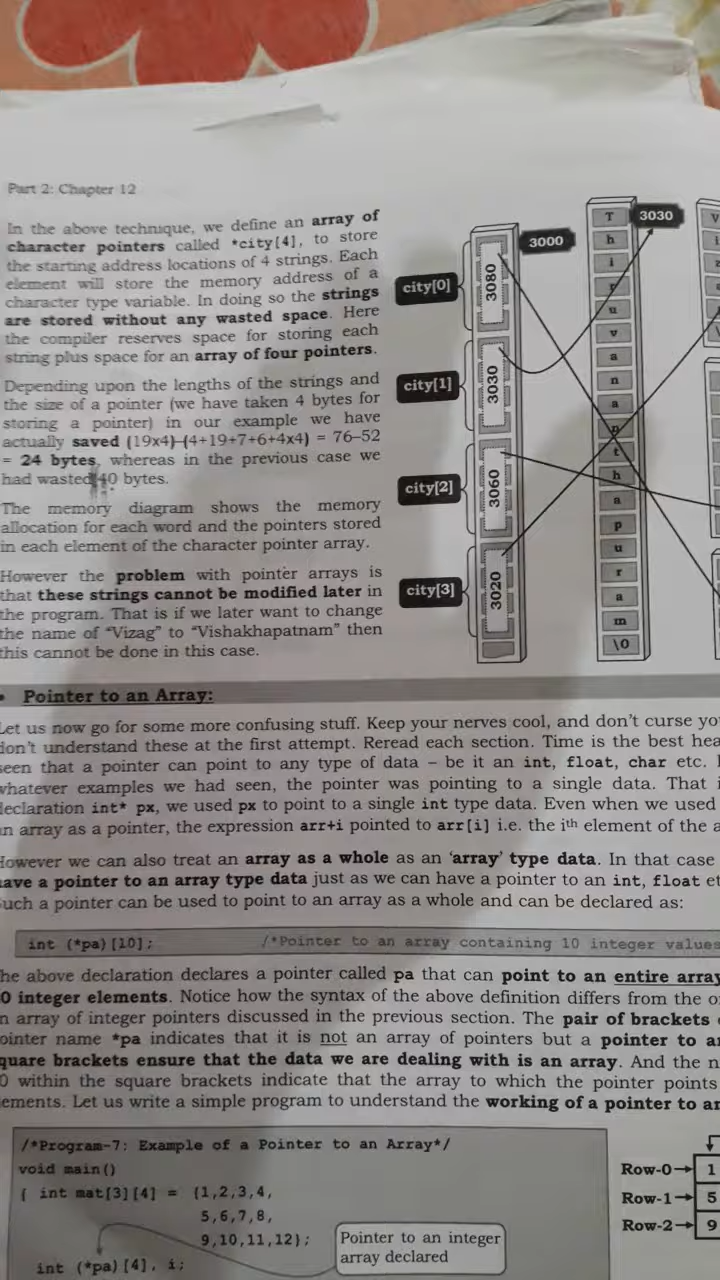 Part 2: Chapter 12
In the above technique, we define an array of
character pointers called *city[4], to store
the starting address locations of 4 strings. Each
element will store the memory address of a
character type variable. In doing so the strings
are stored without any wasted space. Here
the compiler reserves space for storing each
string plus space for an array of four pointers.
Depending upon the lengths of the strings and
the size of a pointer (we have taken 4 bytes for
storing a pointer) in our example we have
actually saved (19x4)-(4+19+7+6+4x4) = 76-52
= 24 bytes, whereas in the previous case we
had wasted 40 bytes.
The memory diagram shows the memory
allocation for each word and the pointers stored
in each element of the character pointer array.
However the problem with pointer arrays is
that these strings cannot be modified later in
the program. That is if we later want to change
the name of "Vizag" to "Vishakhapatnam" then
this cannot be done in this case.
city[0]
city[1]
city[2]
city[3]
3080
3030
3060
3020
3000
T
h
i
r
u
v
a
n
a
n
t
h
a
p
u
r
a
m
\0
3030
V
i
z
• Pointer to an Array:
Let us now go for some more confusing stuff. Keep your nerves cool, and don't curse yo
don't understand these at the first attempt. Reread each section. Time is the best hea
seen that a pointer can point to any type of data – be it an int, float, char etc.
whatever examples we had seen, the pointer was pointing to a single data. That i
declaration int* px, we used px to point to a single int type data. Even when we used
an array as a pointer, the expression arr+i pointed to arr[i] i.e. the ith element of the a
However we can also treat an array as a whole as an 'array' type data. In that case
have a pointer to an array type data just as we can have a pointer to an int, float et
Such a pointer can be used to point to an array as a whole and can be declared as:
int (*pa)[10]; /*Pointer to an array containing 10 integer values
he above declaration declares a pointer called pa that can point to an entire array
0 integer elements. Notice how the syntax of the above definition differs from the o
n array of integer pointers discussed in the previous section. The pair of brackets
ointer name *pa indicates that it is not an array of pointers but a pointer to a
quare brackets ensure that the data we are dealing with is an array. And the n
0 within the square brackets indicate that the array to which the pointer points
ements. Let us write a simple program to understand the working of a pointer to ar
/*Program-7: Example of a Pointer to an Array*/
void main()
{ int mat[3][4] = {1,2,3,4,
5,6,7,8,
9,10,11,12};
int (*pa)[4], i;
Pointer to an integer
array declared
Row-0 1
Row-1 5
Row-2 9